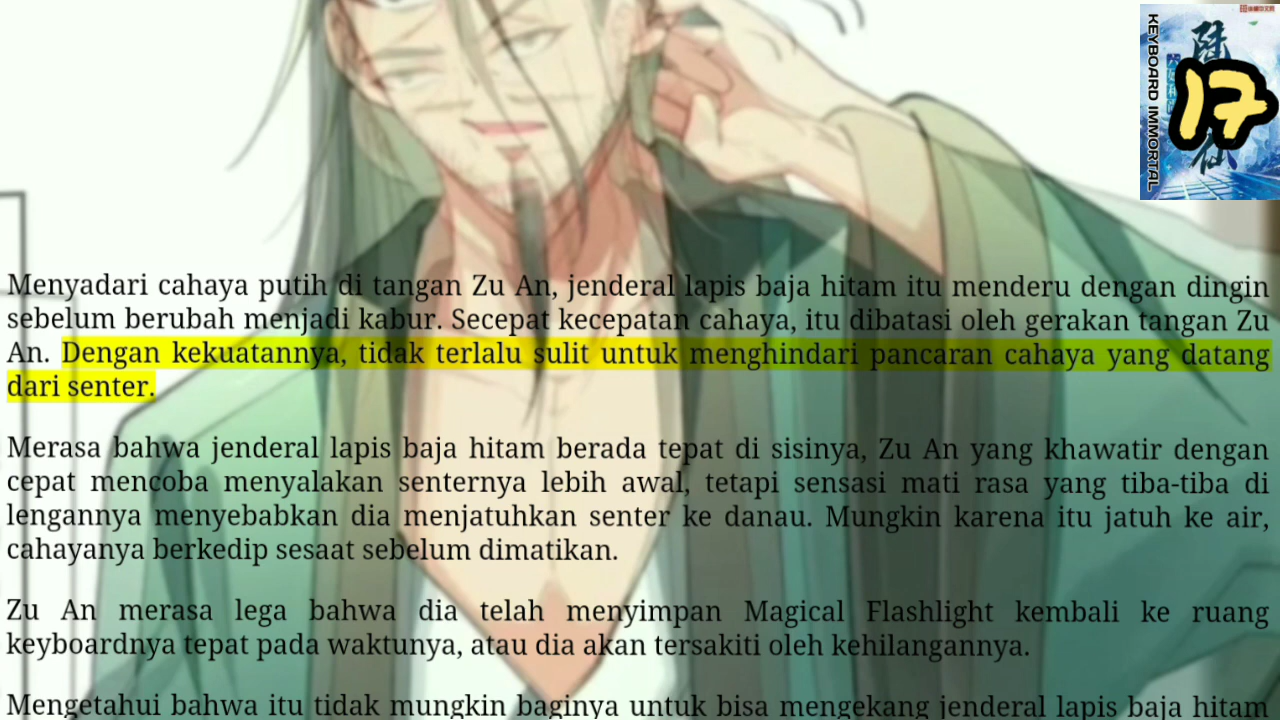 KEYBOARD IMMORTAL
17
Menyadari cahaya putih di tangan Zu An, jenderal lapis baja hitam itu menderu dengan dingin
sebelum berubah menjadi kabur. Secepat kecepatan cahaya, itu dibatasi oleh gerakan tangan Zu
An. Dengan kekuatannya, tidak terlalu sulit untuk menghindari pancaran cahaya yang datang
dari senter.
Merasa bahwa jenderal lapis baja hitam berada tepat di sisinya, Zu An yang khawatir dengan
cepat mencoba menyalakan senternya lebih awal, tetapi sensasi mati rasa yang tiba-tiba di
lengannya menyebabkan dia menjatuhkan senter ke danau. Mungkin karena itu jatuh ke air,
cahayanya berkedip sesaat sebelum dimatikan.
Zu An merasa lega bahwa dia telah menyimpan Magical Flashlight kembali ke ruang
keyboardnya tepat pada waktunya, atau dia akan tersakiti oleh kehilangannya.
Mengetahui bahwa itu tidak mungkin baginya untuk bisa mengekang jenderal lapis baja hitam